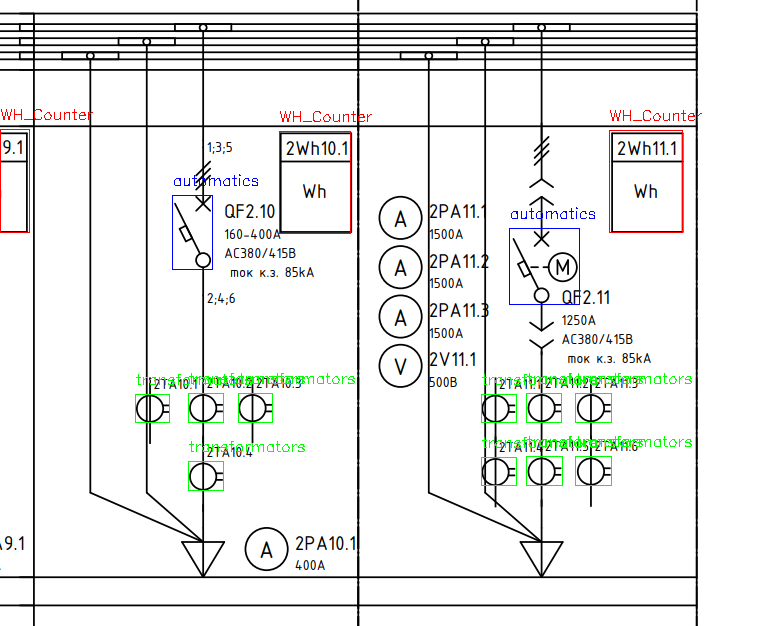 WH_Counter
9.1
A9.1
WH_Counter
2Wh10.1
Wh
1;3;5
automatics
QF2.10
160-400A
AC380/415B
ток к.з. 85kA
2;4;6
transformators
2TA10.1
2TA10.2
2TA10.3
transformators
2TA10.4
A
2PA10.1
400A
WH_Counter
2Wh11.1
Wh
A
2PA11.1
1500A
A
2PA11.2
1500A
A
2PA11.3
1500A
V
2V11.1
500B
automatics
M
QF2.11
1250A
AC380/415B
ток к.з. 85kA
transformators
2TA11.1
2TA11.2
2TA11.3
transformators
2TA11.4
2TA11.5
2TA11.6